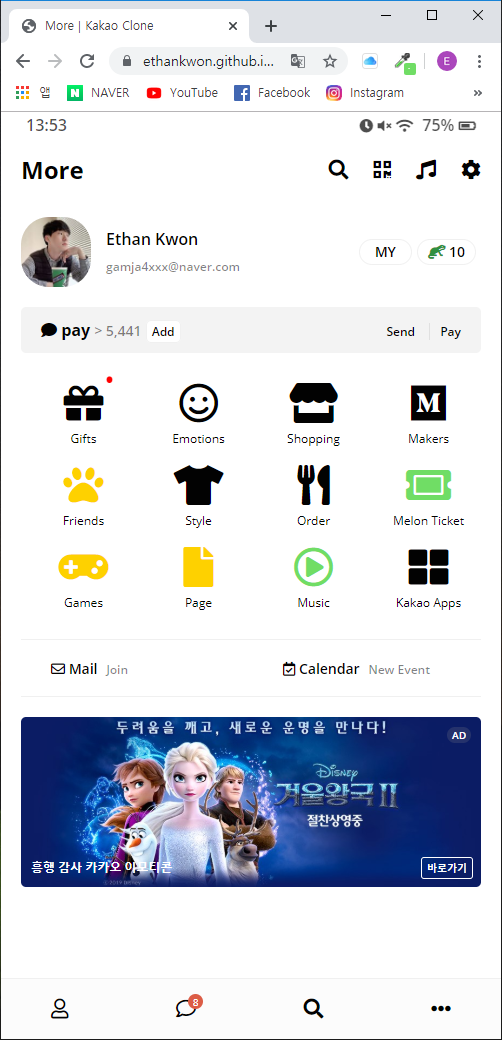 More | Kakao Clone
ethankwon.github.i...
E
앱
NAVER
YouTube
Facebook
Instagram
»
13:53
75%
More
Ethan Kwon
gamja4xxx@naver.com
MY
10
pay > 5,441 Add
Send
Pay
Gifts
Emotions
Shopping
Makers
Friends
Style
Order
Melon Ticket
Games
Page
Music
Kakao Apps
Mail Join
Calendar New Event
두려움을 깨고, 새로운 운명을 만나다!
AD
Disney
겨울왕국 II
절찬상영중
흥행 감사 카카오 이모티콘
바로가기
8